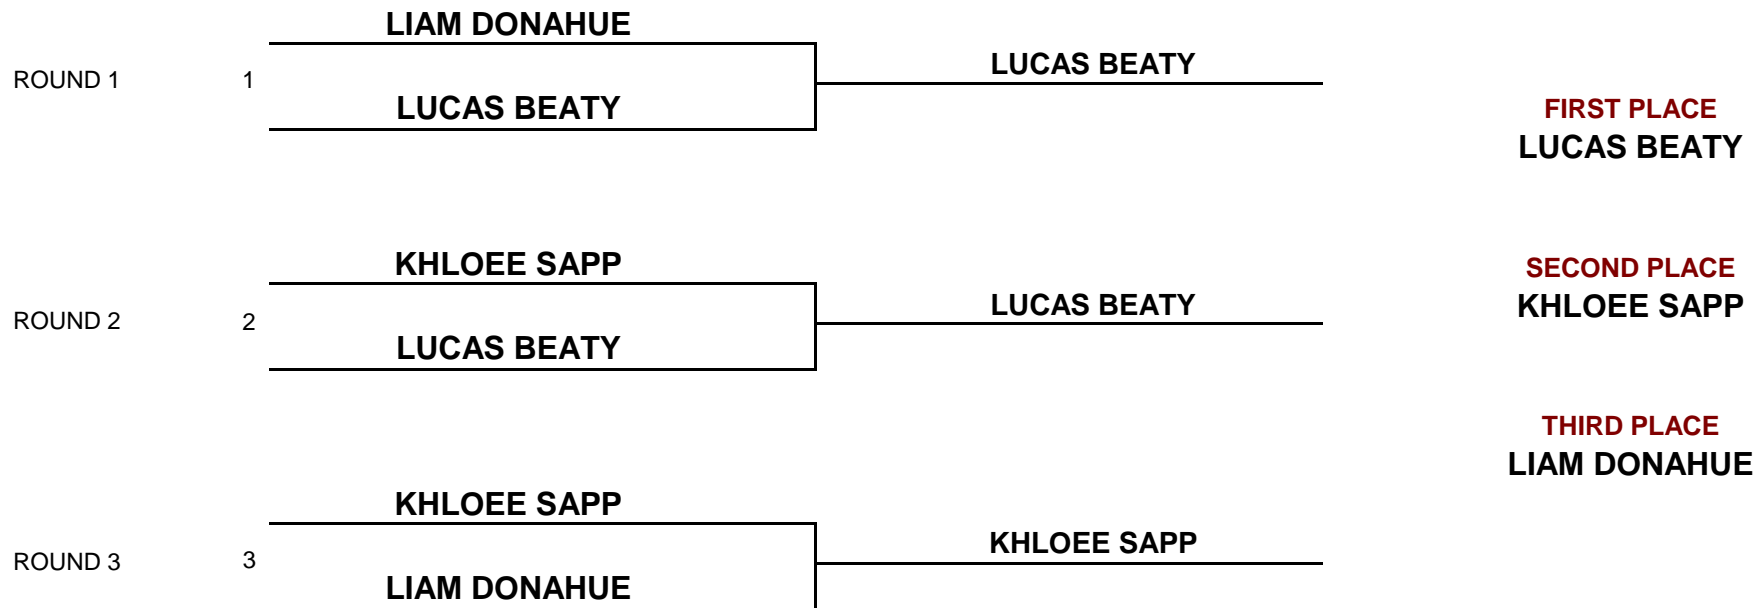 LIAM DONAHUE
ROUND 1
1
LUCAS BEATY
LUCAS BEATY
FIRST PLACE
LUCAS BEATY
KHLOEE SAPP
ROUND 2
2
LUCAS BEATY
LUCAS BEATY
SECOND PLACE
KHLOEE SAPP
THIRD PLACE
LIAM DONAHUE
KHLOEE SAPP
ROUND 3
3
KHLOEE SAPP
LIAM DONAHUE